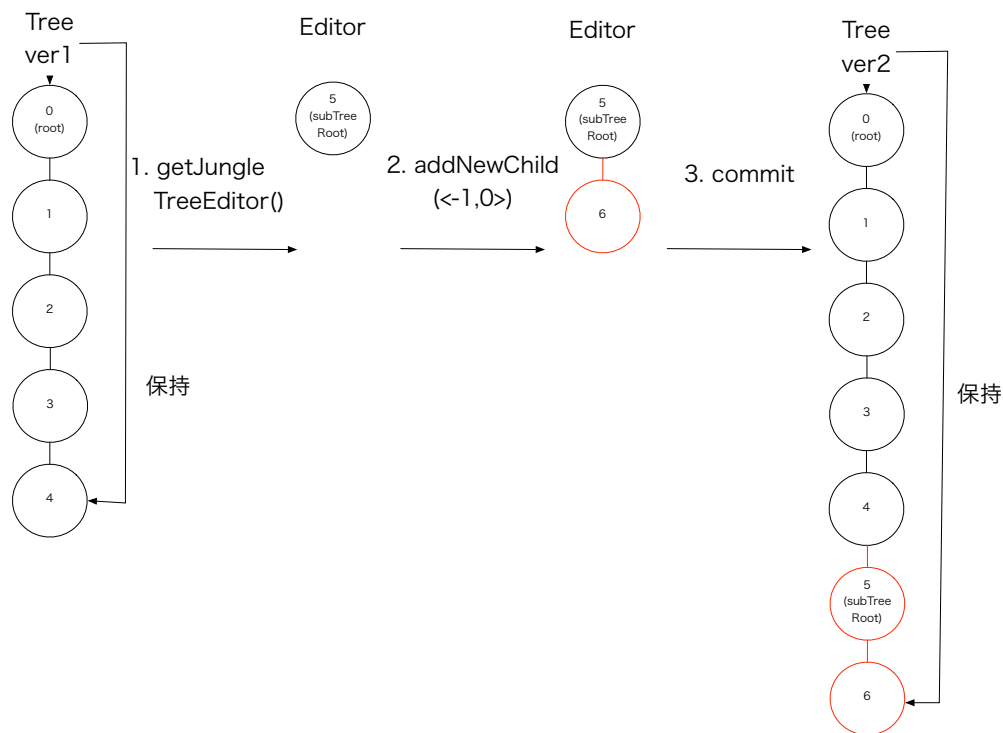 Tree
ver1
0
(root)
1
2
3
4
保持
1. getJungle
TreeEditor()
Editor
5
(subTree
Root)
2. addNewChild
(<-1,0>)
Editor
5
(subTree
Root)
6
3. commit
Tree
ver2
0
(root)
1
2
3
4
5
(subTree
Root)
6
保持